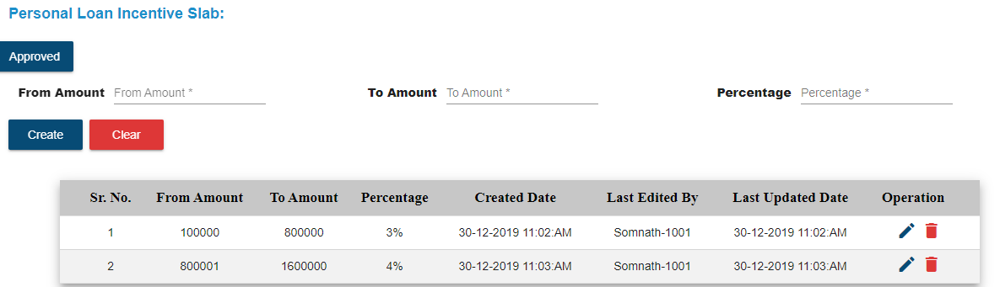 Personal Loan Incentive Slab:
Approved
From Amount From Amount * To Amount To Amount * Percentage Percentage *
Create Clear
Sr. No. From Amount To Amount Percentage Created Date Last Edited By Last Updated Date Operation
1 100000 800000 3% 30-12-2019 11:02:AM Somnath-1001 30-12-2019 11:02:AM
2 800001 1600000 4% 30-12-2019 11:03:AM Somnath-1001 30-12-2019 11:03:AM